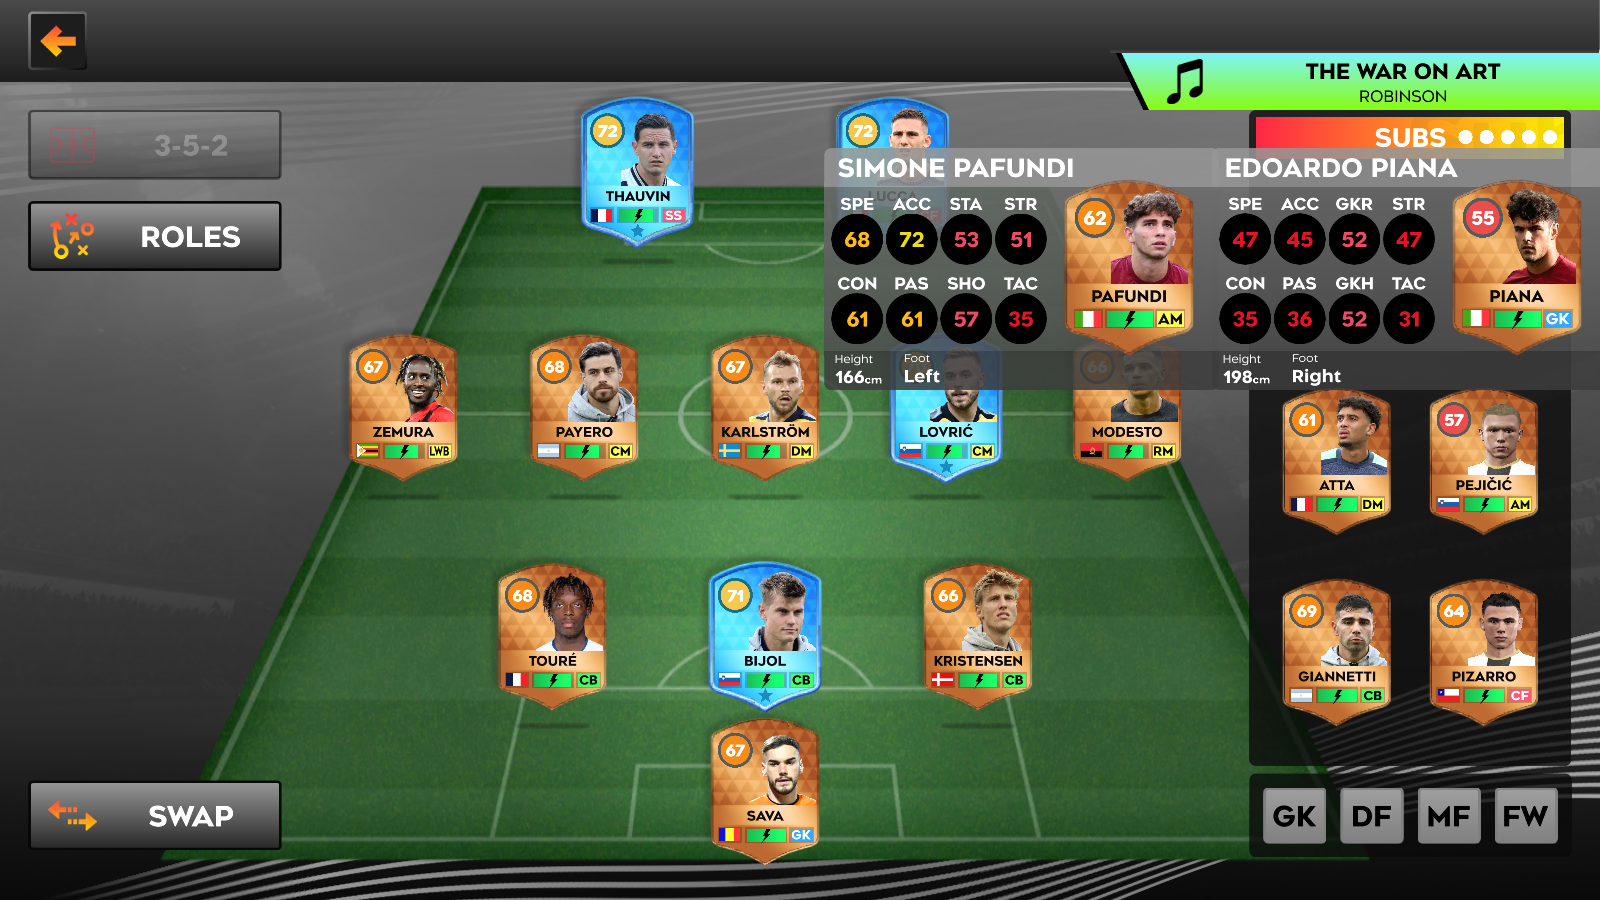 THE WAR ON ART
ROBINSON
3-5-2
ROLES
SUBS
72
THAUVIN
SS
72
LUCCA
SIMONE PAFUNDI
SPE ACC STA STR
68 72 53 51
CON PAS SHO TAC
61 61 57 35
Height Foot
166cm Left
62
PAFUNDI
AM
EDOARDO PIANA
SPE ACC GKR STR
47 45 52 47
CON PAS GKH TAC
35 36 52 31
Height Foot
198cm Right
55
PIANA
GK
67
ZEMURA
LWB
68
PAYERO
CM
67
KARLSTRÖM
DM
LOVRIĆ
CM
66
MODESTO
RM
61
ATTA
DM
57
PEJIČIĆ
AM
68
TOURÉ
CB
71
BIJOL
CB
66
KRISTENSEN
CB
69
GIANNETTI
CB
64
PIZARRO
CF
67
SAVA
GK
SWAP
GK DF MF FW